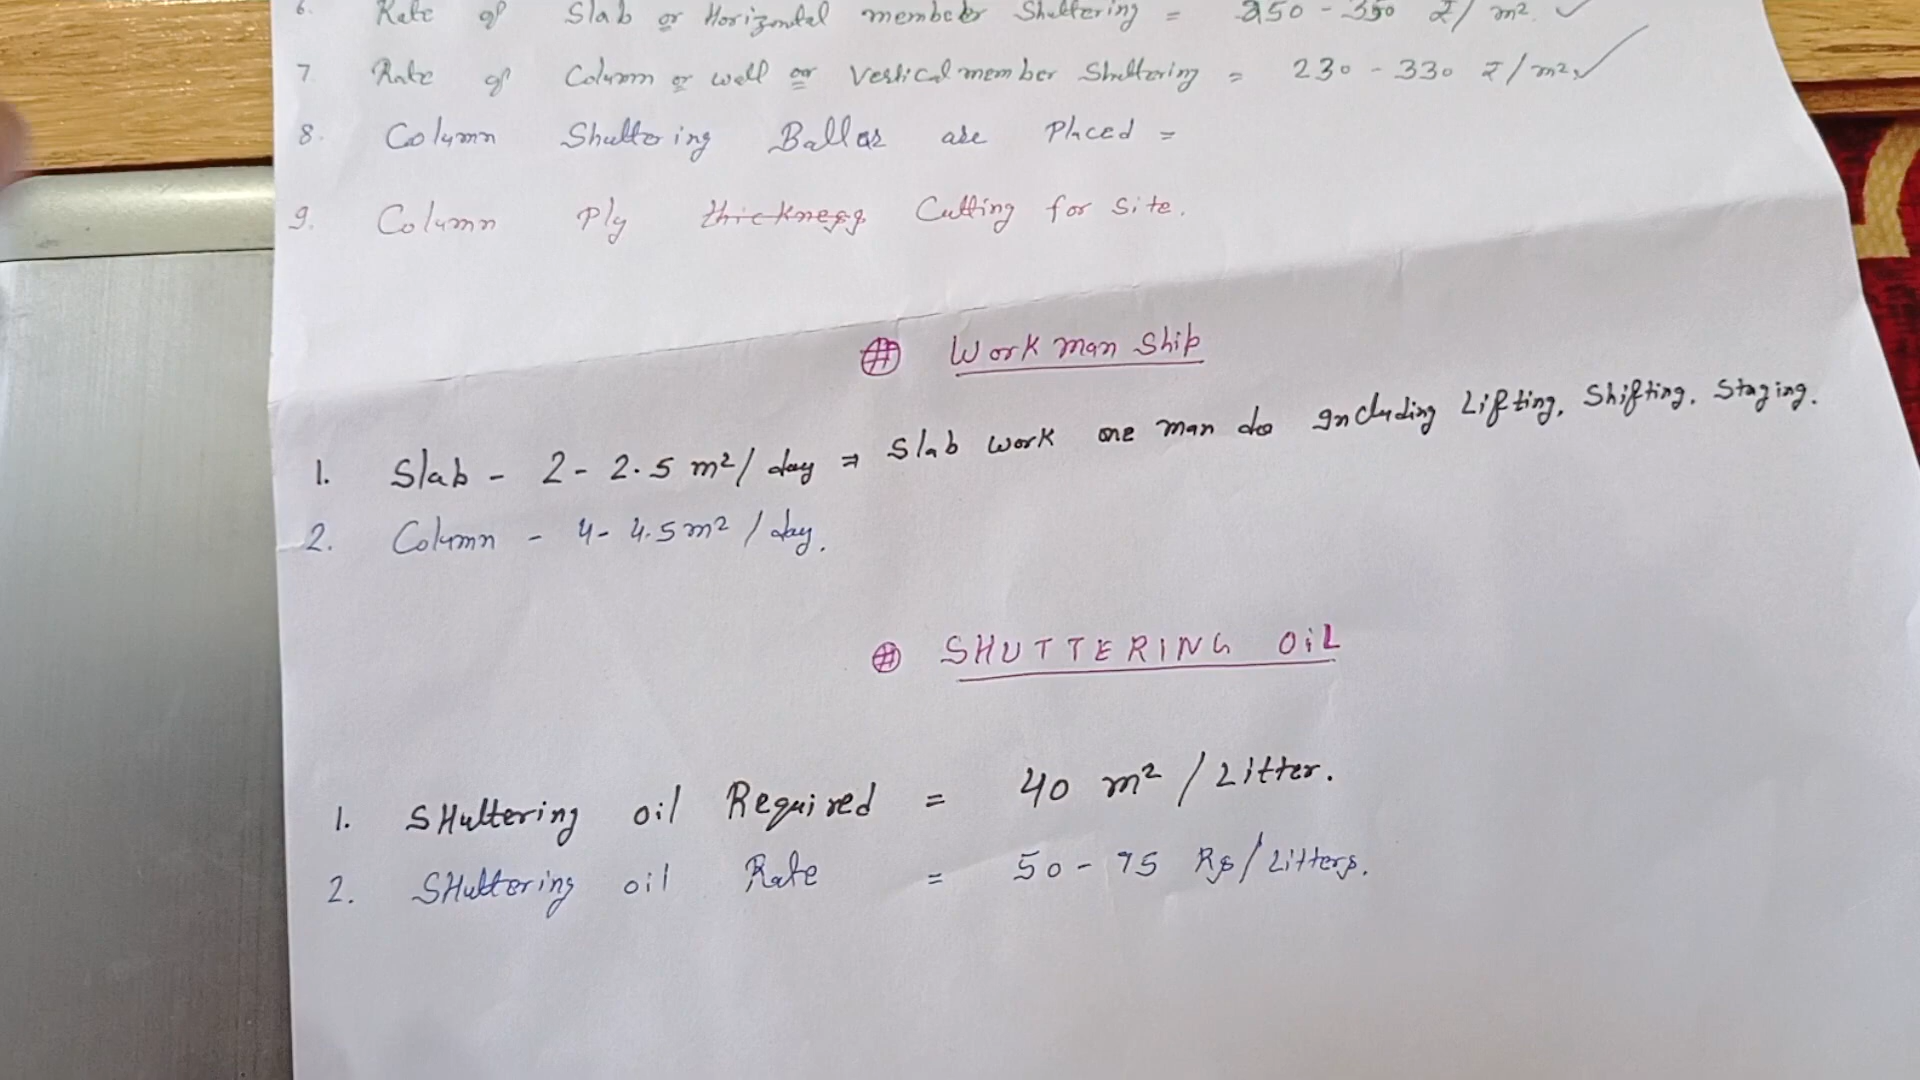 6. Rate of Slab or Horizontal member Shuttering = 250 - 350 ₹/m². ✓
7. Rate of Column or wall or Vertical member Shuttering = 230 - 330 ₹/m² ✓
8. Column Shuttering Ballas are Placed =
9. Column Ply thickness Cutting for Site.
# Work man Ship
1. Slab - 2 - 2.5 m²/day → Slab work one man do Including Lifting, Shifting, Staging.
2. Column - 4 - 4.5 m² / day.
# SHUTTERING OiL
1. SHuttering oil Required = 40 m² / Litter.
2. SHuttering oil Rate = 50 - 75 Rs/Litters.